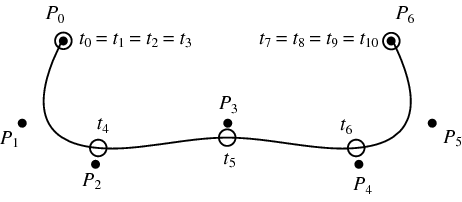 P₀ P₆
t₀ = t₁ = t₂ = t₃ t₇ = t₈ = t₉ = t₁₀
P₃
t₄ t₆
P₁ P₅
t₅
P₂ P₄